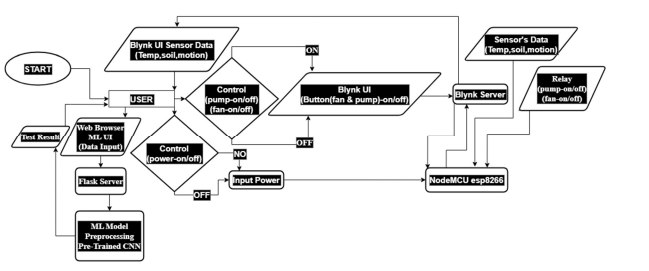 START
Blynk UI Sensor Data
(Temp,soil,motion)
USER
Control
(pump-on/off)
(fan-on/off)
ON
OFF
Blynk UI
(Button{fan & pump}-on/off)
Blynk Server
Sensor's Data
(Temp,soil,motion)
Relay
(pump-on/off)
(fan-on/off)
Test Result
Web Browser
ML UI
(Data Input)
Control
(power-on/off)
NO
OFF
Input Power
NodeMCU esp8266
Flask Server
ML Model
Preprocessing
Pre-Trained CNN